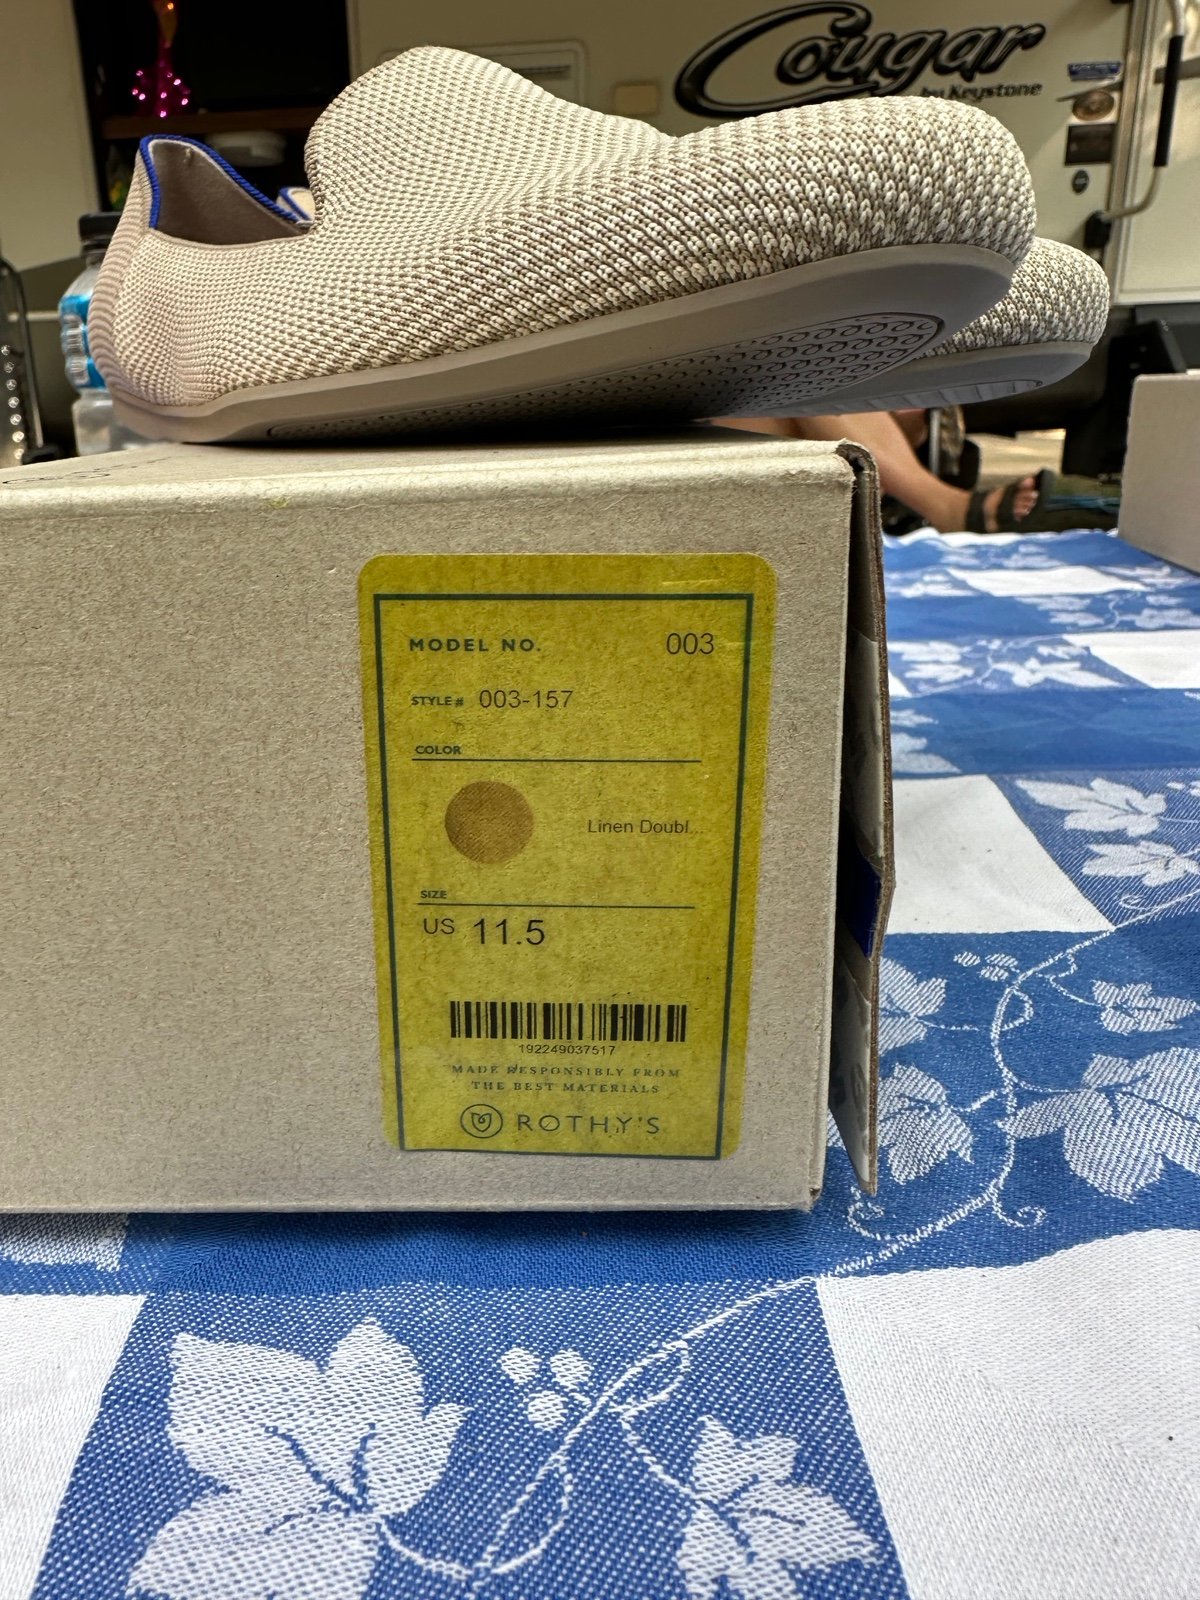 Cougar
by Keystone
MODEL NO. 003
STYLE# 003-157
COLOR
Linen Doubl...
SIZE
US 11.5
192249037517
MADE RESPONSIBLY FROM
THE BEST MATERIALS
ROTHY'S